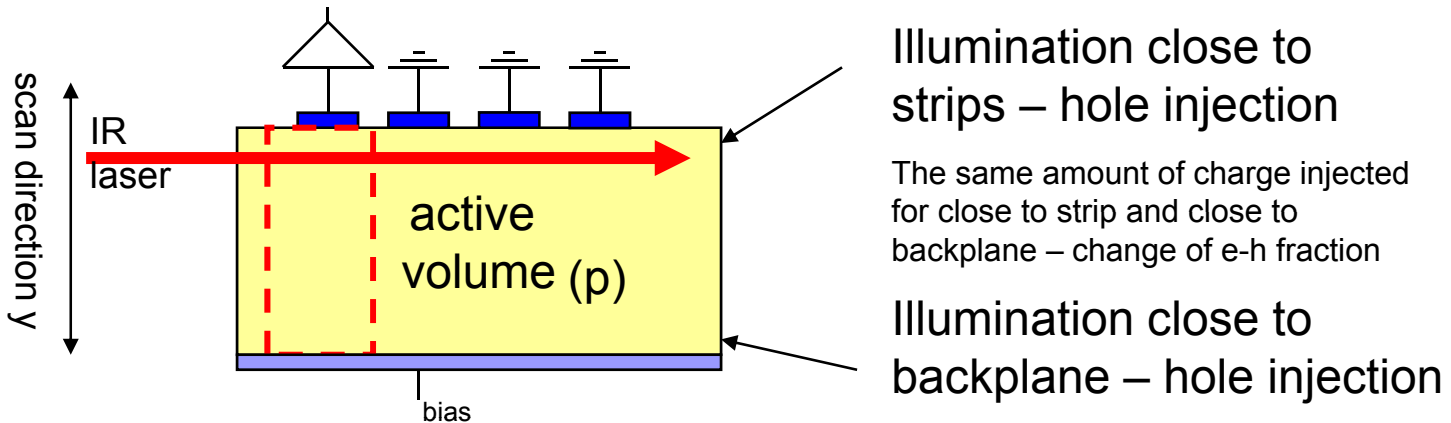 scan direction y
IR
laser
active
volume (p)
bias
Illumination close to
strips – hole injection
The same amount of charge injected
for close to strip and close to
backplane – change of e-h fraction
Illumination close to
backplane – hole injection